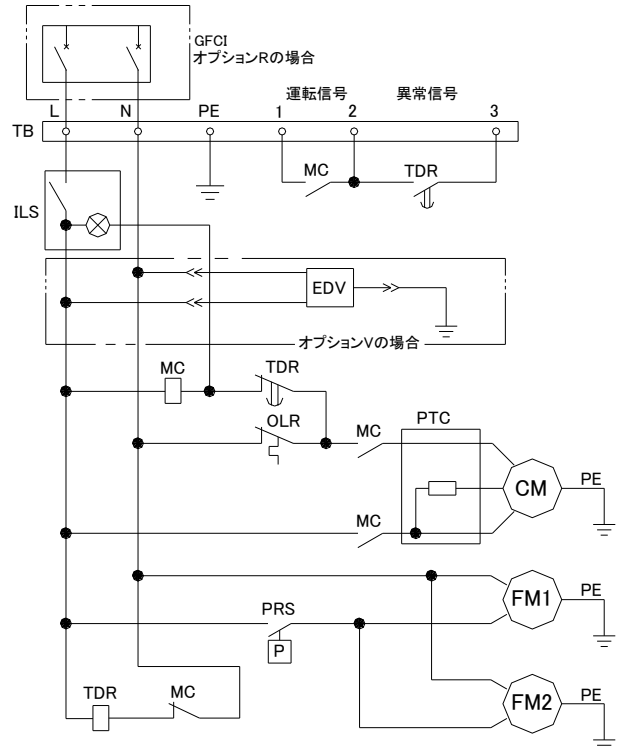 GFCI
オプションRの場合
運転信号 異常信号
L N PE 1 2 3
TB
MC TDR
ILS
EDV
オプションVの場合
MC TDR
OLR
MC PTC
CM PE
MC
PRS FM1 PE
P
TDR MC FM2 PE